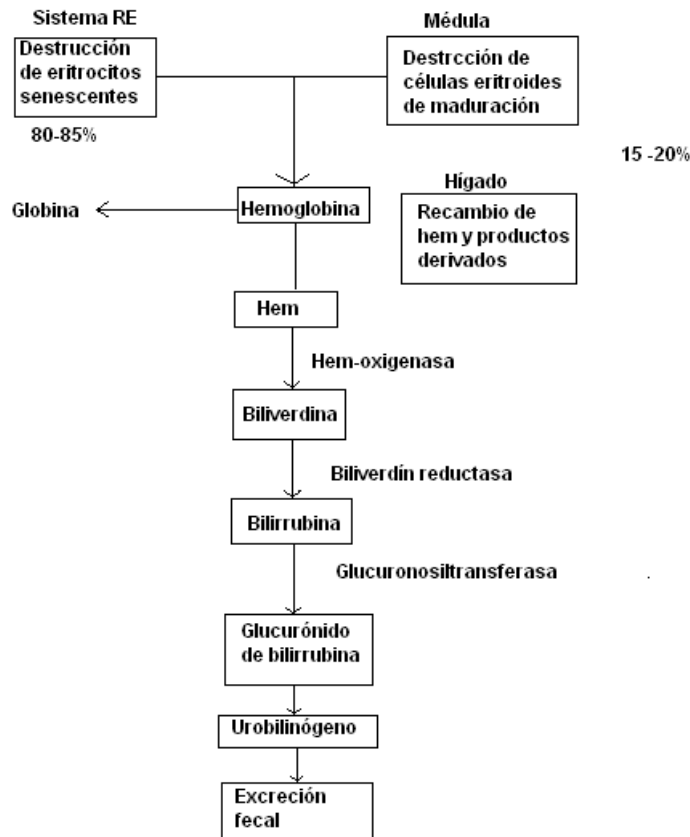 Sistema RE
Destrucción
de eritrocitos
senescentes
80-85%
Médula
Destrcción de
células eritroides
de maduración
15 -20%
Hígado
Recambio de
hem y productos
derivados
Globina
Hemoglobina
Hem
Hem-oxigenasa
Biliverdina
Biliverdín reductasa
Bilirrubina
Glucuronosiltransferasa
Glucurónido
de bilirrubina
Urobilinógeno
Excreción
fecal